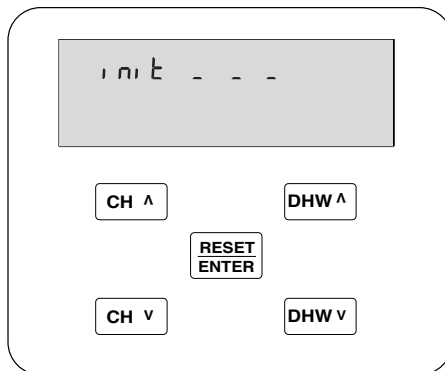 init _ _ _
CH ∧ DHW ∧
RESET
ENTER
CH ∨ DHW ∨